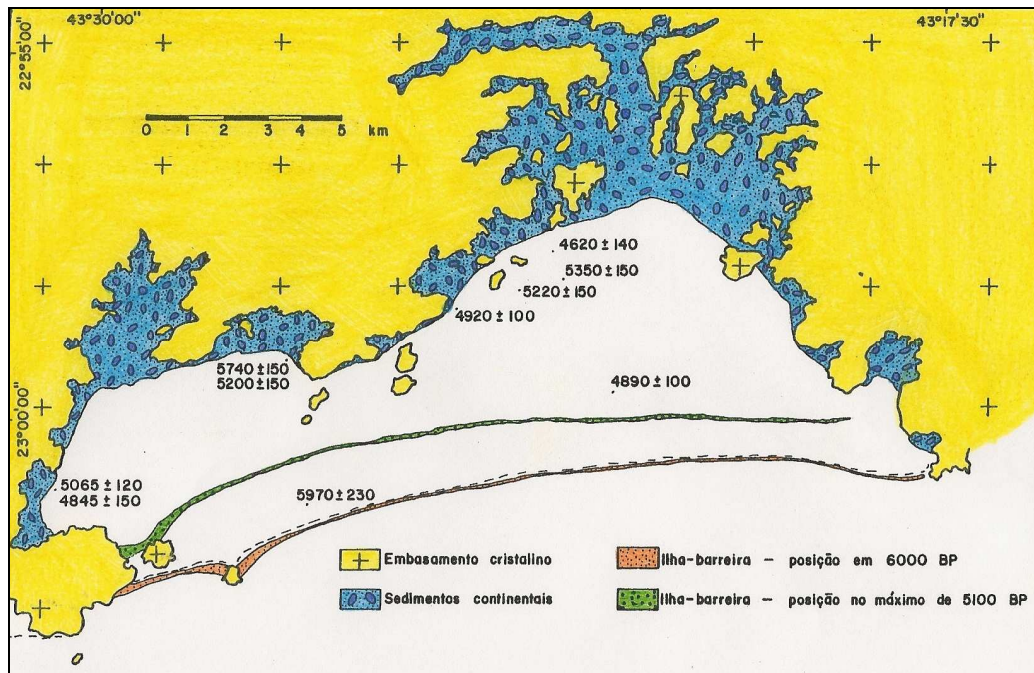 43°30'00"
43°17'30"
22°55'00"
0 1 2 3 4 5 km
4620 ± 140
5350 ± 150
5220 ± 150
4920 ± 100
5740 ± 150
5200 ± 150
4890 ± 100
23°00'00"
5065 ± 120
4845 ± 150
5970 ± 230
Embasamento cristalino
Sedimentos continentais
Ilha-barreira — posição em 6000 BP
Ilha-barreira — posição no máximo de 5100 BP